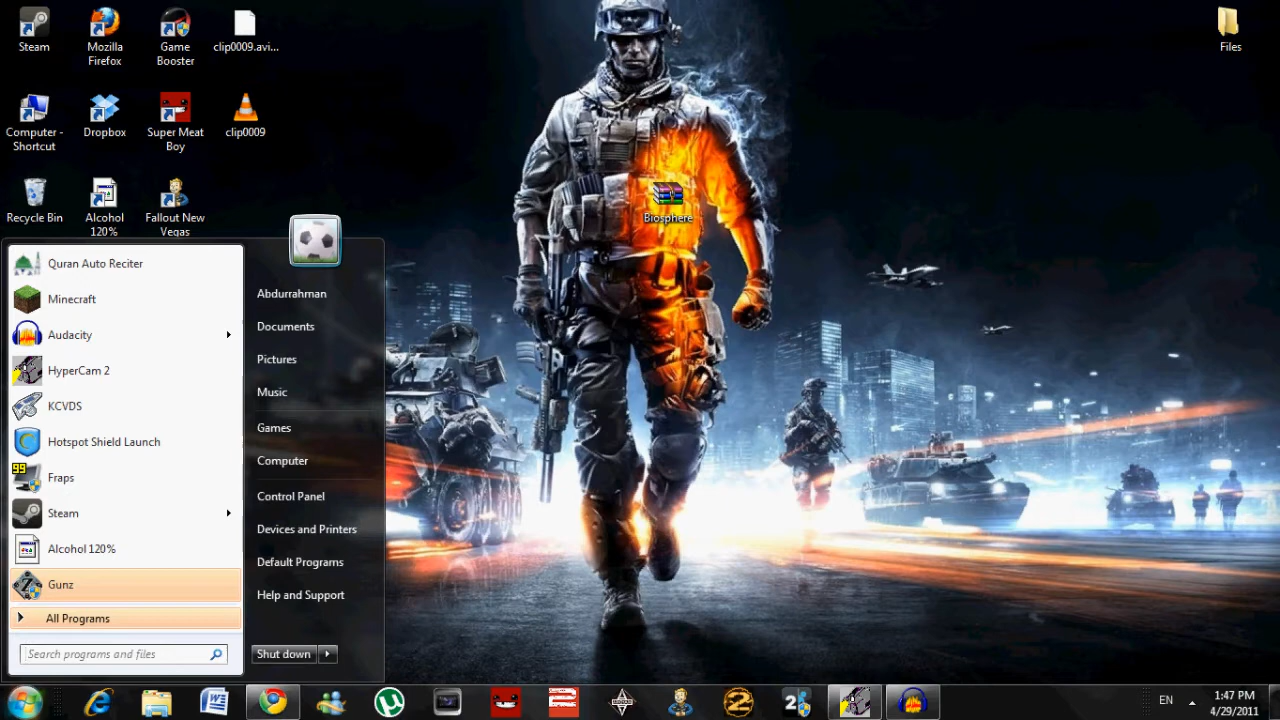 Steam
Mozilla
Firefox
Game
Booster
clip0009.avi...
Files
Computer -
Shortcut
Dropbox
Super Meat
Boy
clip0009
Recycle Bin
Alcohol
120%
Fallout New
Vegas
Biosphere
Quran Auto Reciter
Minecraft
Audacity
HyperCam 2
KCVDS
Hotspot Shield Launch
99
Fraps
Steam
Alcohol 120%
Gunz
All Programs
Search programs and files
Abdurrahman
Documents
Pictures
Music
Games
Computer
Control Panel
Devices and Printers
Default Programs
Help and Support
Shut down
EN
1:47 PM
4/29/2011